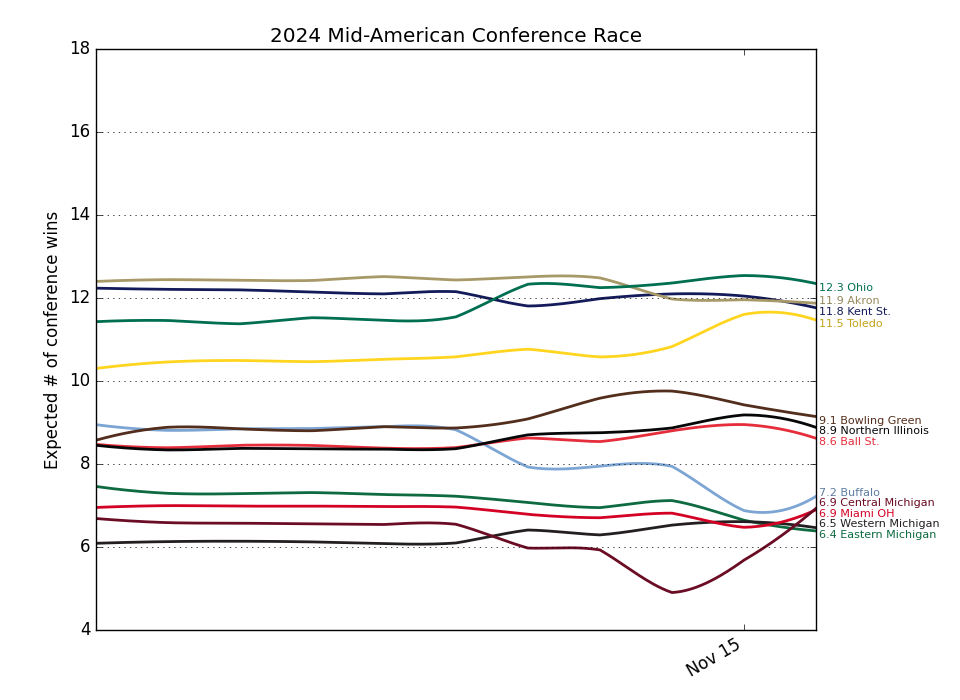 2024 Mid-American Conference Race
Expected # of conference wins
18
16
14
12
10
8
6
4
Nov 15
12.3 Ohio
11.9 Akron
11.8 Kent St.
11.5 Toledo
9.1 Bowling Green
8.9 Northern Illinois
8.6 Ball St.
7.2 Buffalo
6.9 Central Michigan
6.9 Miami OH
6.5 Western Michigan
6.4 Eastern Michigan